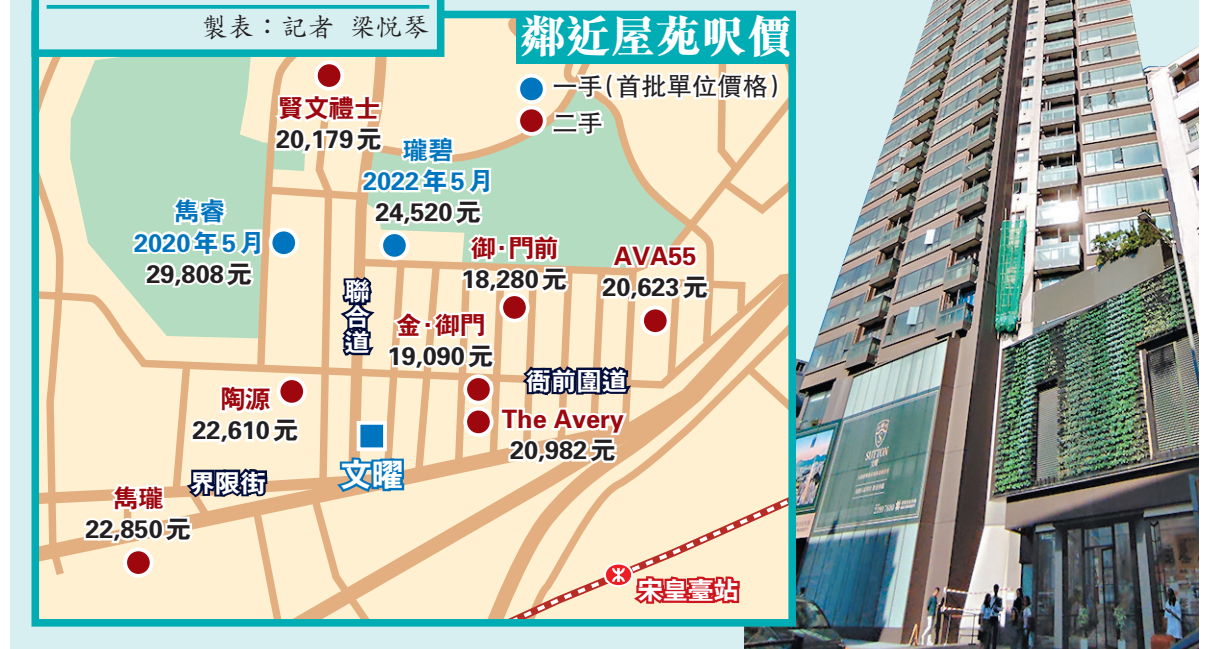 製表：記者 梁悅琴
鄰近屋苑呎價
一手(首批單位價格)
二手
賢文禮士
20,179元
瓏碧
2022年5月
24,520元
雋睿
2020年5月
29,808元
御·門前
18,280元
AVA55
20,623元
聯合道
金·御門
19,090元
衙前圍道
陶源
22,610元
The Avery
20,982元
文曜
界限街
雋瓏
22,850元
宋皇臺站
SUTTON